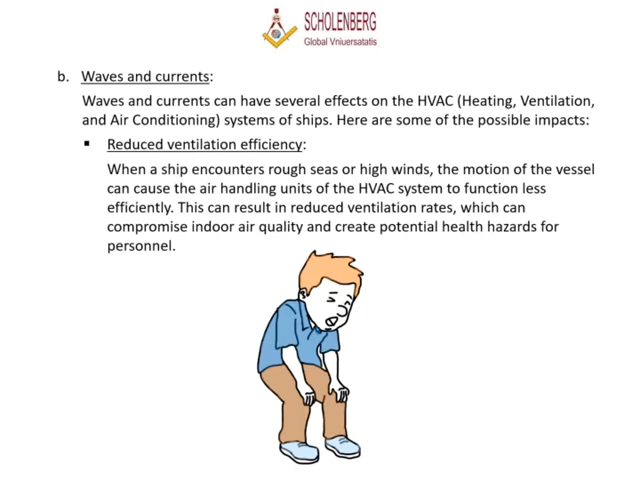 SCHOLENBERG
Global Vniuersatatis
b. Waves and currents:
Waves and currents can have several effects on the HVAC (Heating, Ventilation,
and Air Conditioning) systems of ships. Here are some of the possible impacts:
▪ Reduced ventilation efficiency:
When a ship encounters rough seas or high winds, the motion of the vessel
can cause the air handling units of the HVAC system to function less
efficiently. This can result in reduced ventilation rates, which can
compromise indoor air quality and create potential health hazards for
personnel.